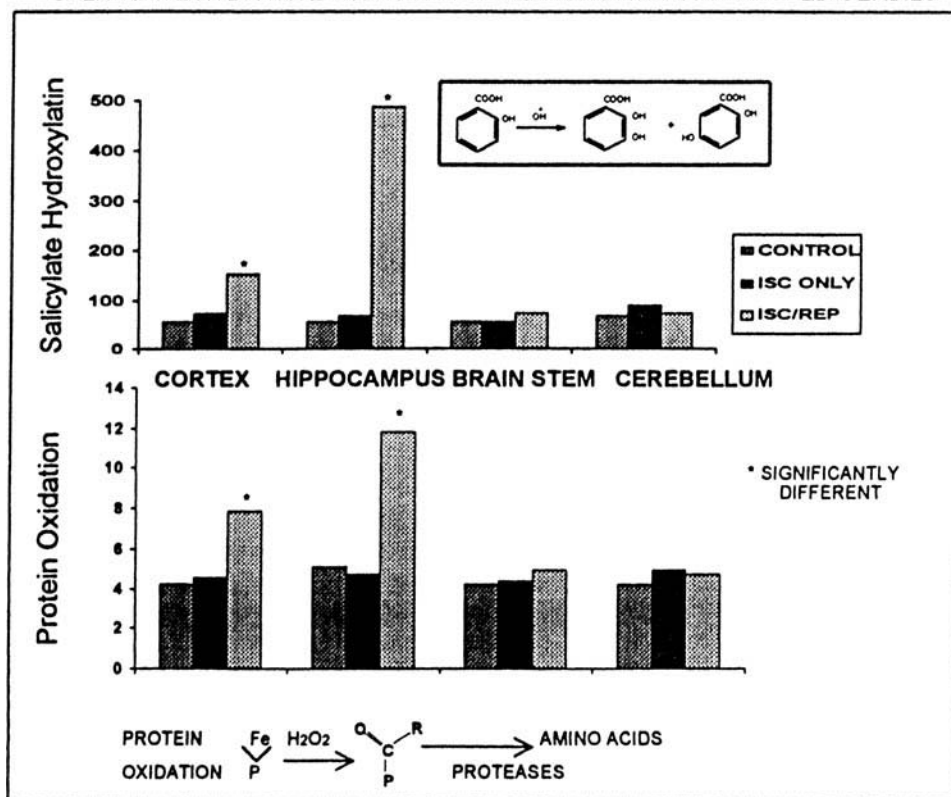 Salicylate Hydroxylatin
500
400
300
200
100
0
COOH
OH
OH
COOH
OH
OH
+
COOH
OH
HO
CONTROL
ISC ONLY
ISC/REP
*
*
CORTEX HIPPOCAMPUS BRAIN STEM CEREBELLUM
Protein Oxidation
14
12
10
8
6
4
2
0
*
*
* SIGNIFICANTLY
DIFFERENT
PROTEIN Fe H2O2 O R AMINO ACIDS
C
OXIDATION P P PROTEASES